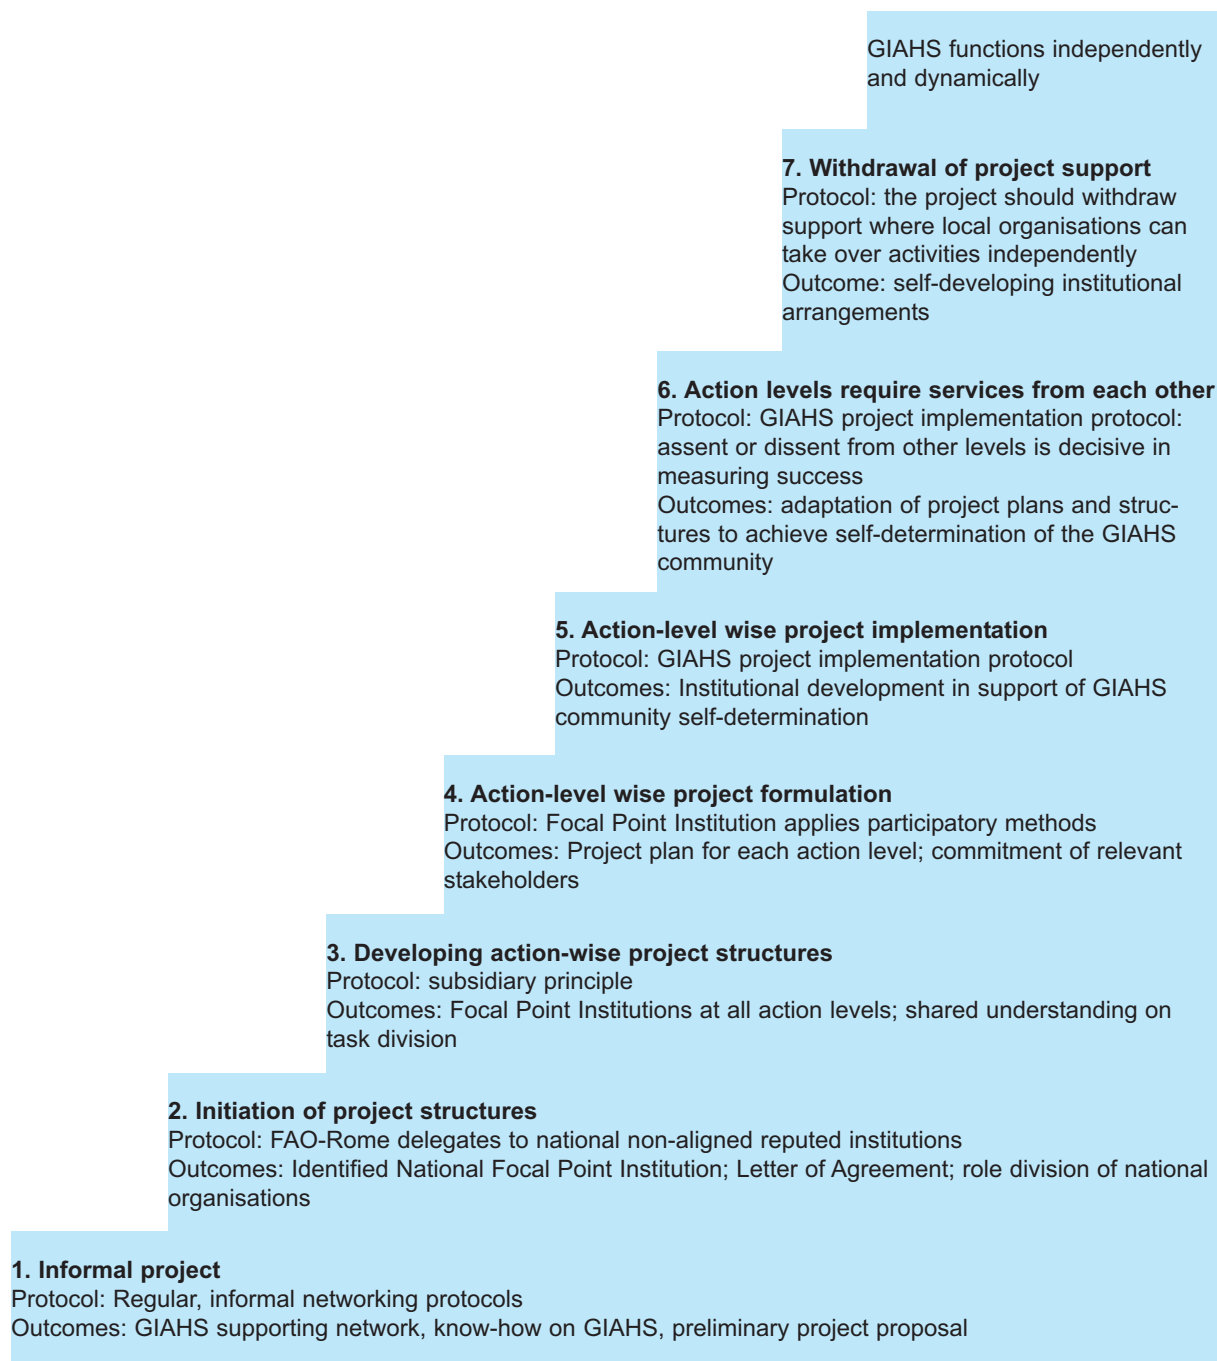 GIAHS functions independently
and dynamically
7. Withdrawal of project support
Protocol: the project should withdraw
support where local organisations can
take over activities independently
Outcome: self-developing institutional
arrangements
6. Action levels require services from each other
Protocol: GIAHS project implementation protocol:
assent or dissent from other levels is decisive in
measuring success
Outcomes: adaptation of project plans and struc-
tures to achieve self-determination of the GIAHS
community
5. Action-level wise project implementation
Protocol: GIAHS project implementation protocol
Outcomes: Institutional development in support of GIAHS
community self-determination
4. Action-level wise project formulation
Protocol: Focal Point Institution applies participatory methods
Outcomes: Project plan for each action level; commitment of relevant
stakeholders
3. Developing action-wise project structures
Protocol: subsidiary principle
Outcomes: Focal Point Institutions at all action levels; shared understanding on
task division
2. Initiation of project structures
Protocol: FAO-Rome delegates to national non-aligned reputed institutions
Outcomes: Identified National Focal Point Institution; Letter of Agreement; role division of national
organisations
1. Informal project
Protocol: Regular, informal networking protocols
Outcomes: GIAHS supporting network, know-how on GIAHS, preliminary project proposal